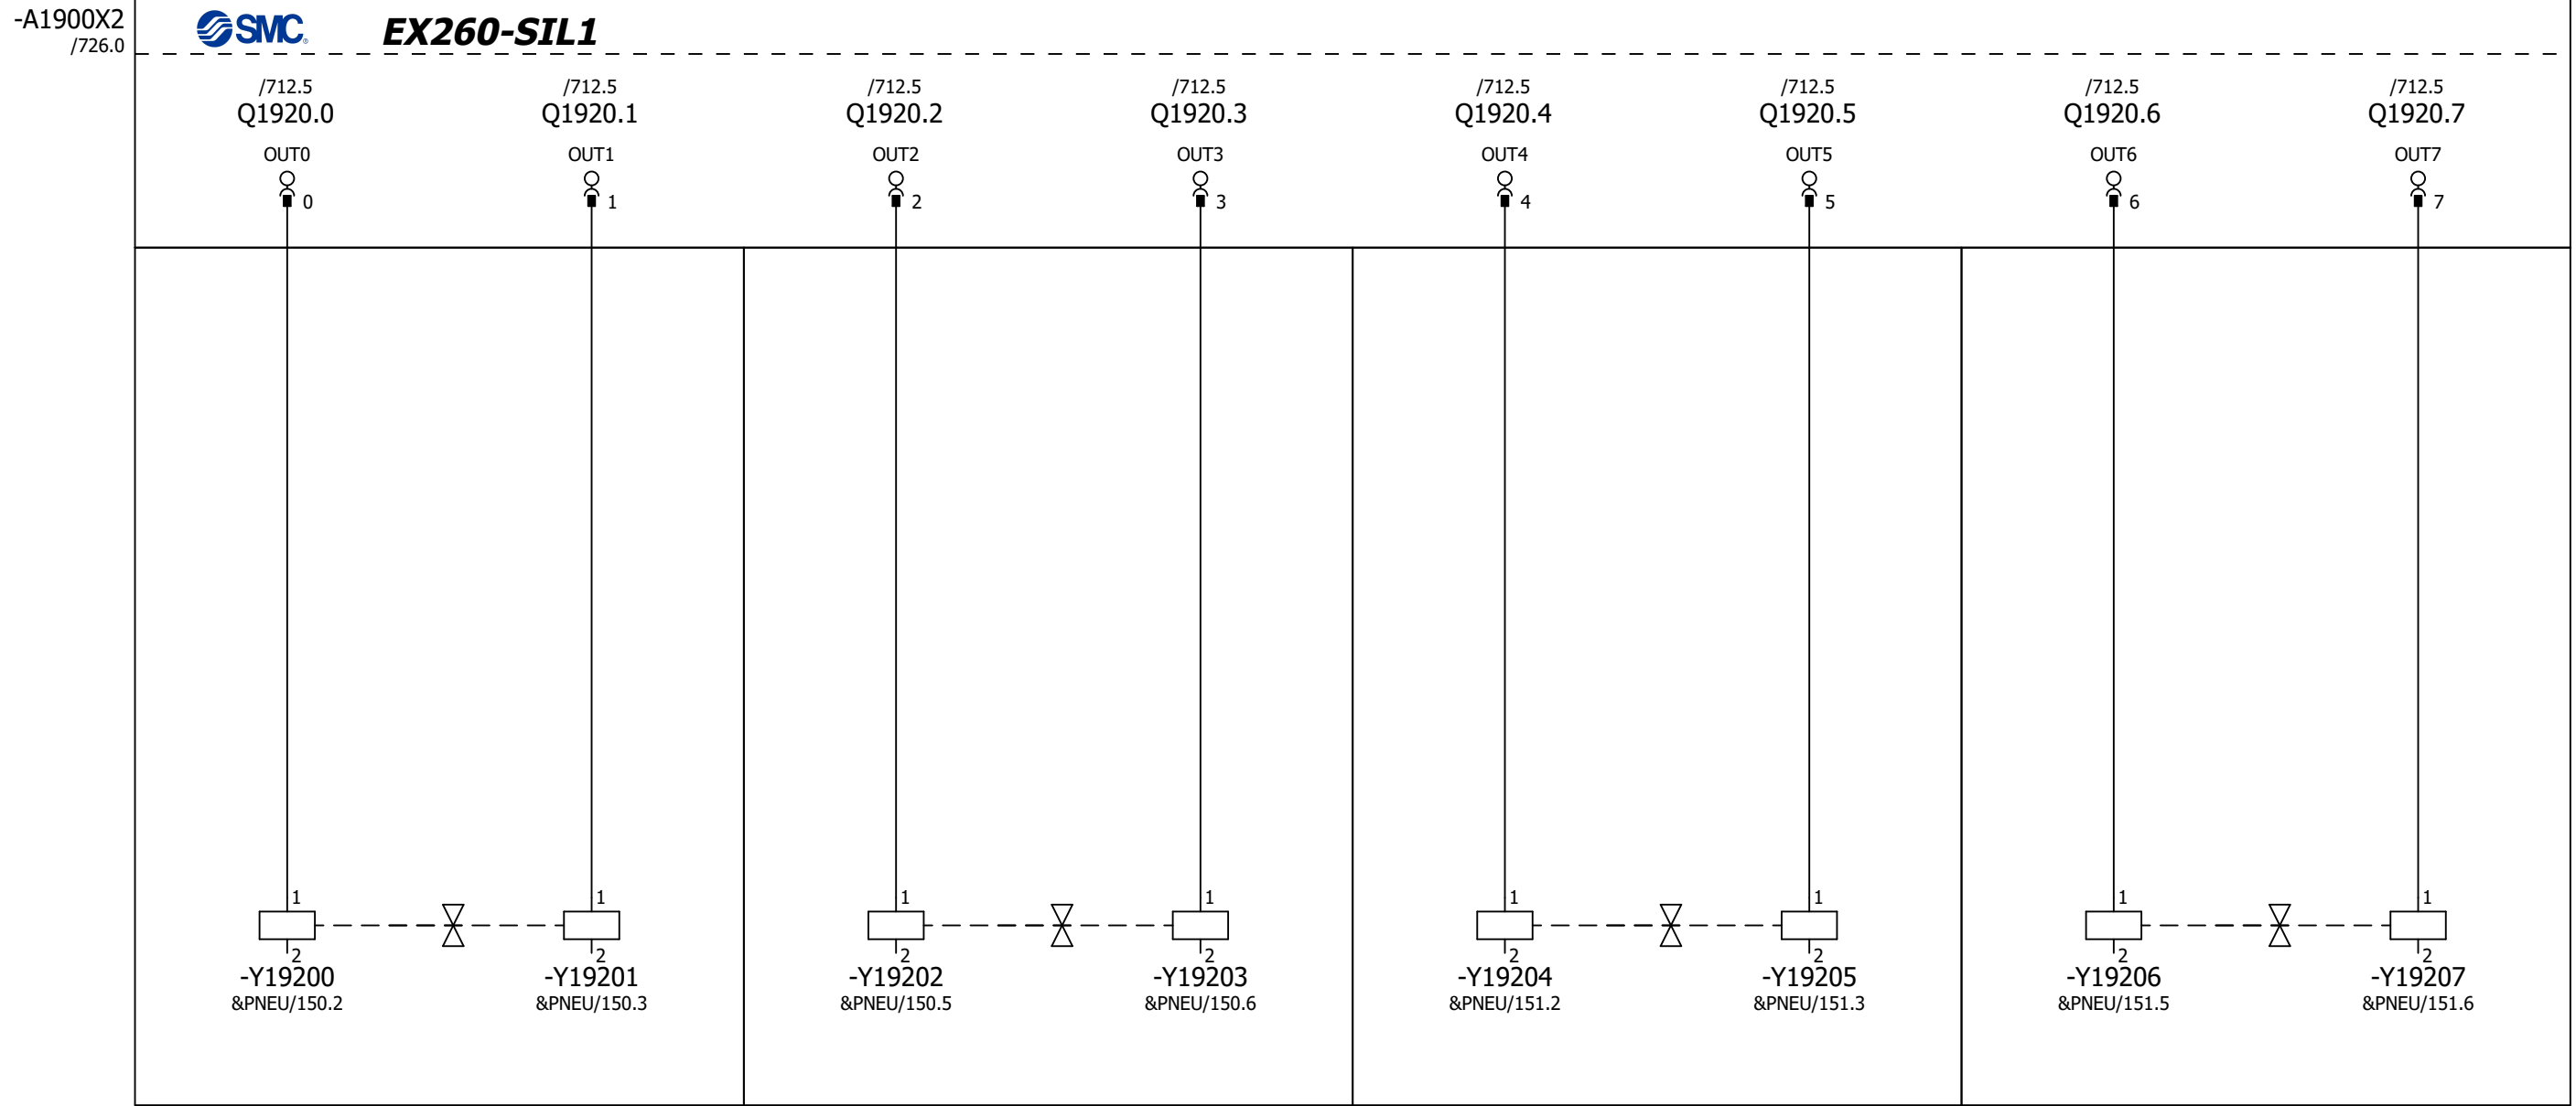 -A1900X2
/726.0
SMC
EX260-SIL1
/712.5 /712.5 /712.5 /712.5 /712.5 /712.5 /712.5 /712.5
Q1920.0 Q1920.1 Q1920.2 Q1920.3 Q1920.4 Q1920.5 Q1920.6 Q1920.7
OUT0 OUT1 OUT2 OUT3 OUT4 OUT5 OUT6 OUT7
0 1 2 3 4 5 6 7
1 1 1 1 1 1 1 1
2 2 2 2 2 2 2 2
-Y19200 -Y19201 -Y19202 -Y19203 -Y19204 -Y19205 -Y19206 -Y19207
&PNEU/150.2 &PNEU/150.3 &PNEU/150.5 &PNEU/150.6 &PNEU/151.2 &PNEU/151.3 &PNEU/151.5 &PNEU/151.6